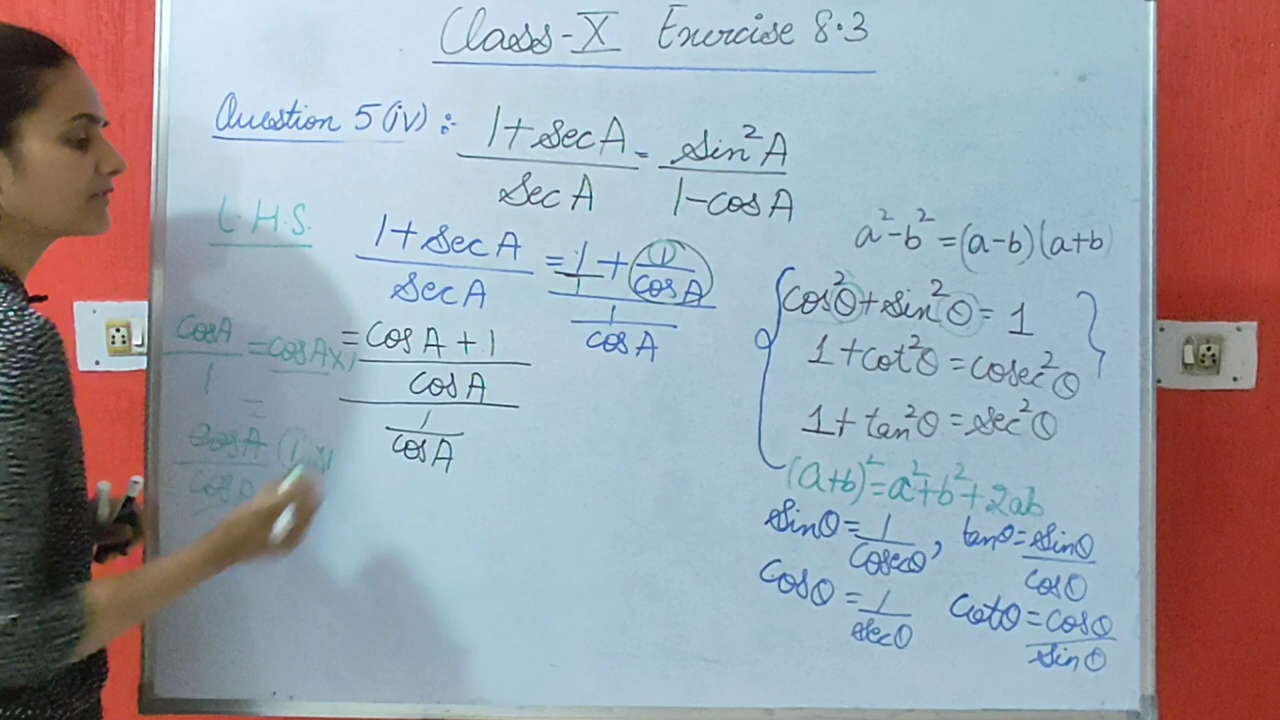 Class-X Exercise 8.3
Question 5(iv):-
1+secA/secA = sin²A/1-cosA
L.H.S.
1+secA/secA = 1/1 + 1/cosA / 1/cosA
= cosA+1/cosA / 1/cosA
cosA/1 = cosA×1
=
cosA (1
cosA
a²-b²=(a-b)(a+b)
cos²θ+sin²θ=1
1+cot²θ=cosec²θ
1+tan²θ=sec²θ
(a+b)²=a²+b²+2ab
sinθ=1/cosecθ, tanθ=sinθ/cosθ
cosθ=1/secθ cotθ=cosθ/sinθ